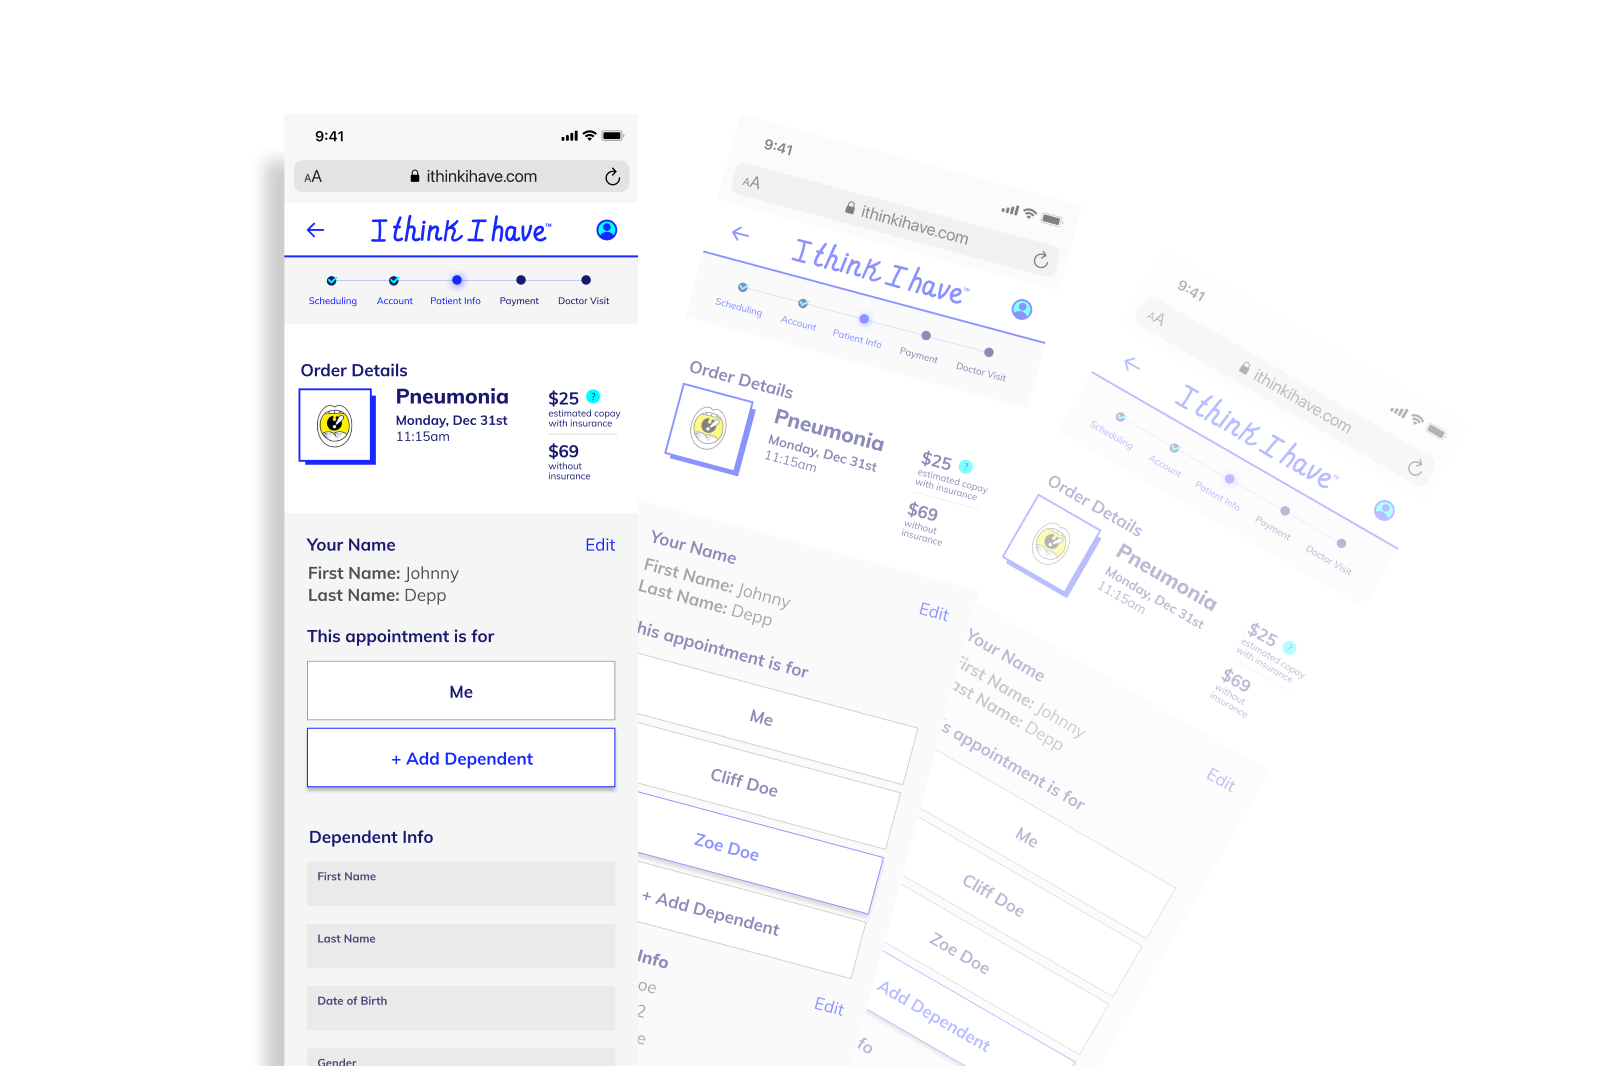 9:41
AA
ithinkihave.com
I think I have™
Scheduling
Account
Patient Info
Payment
Doctor Visit
Order Details
Pneumonia
Monday, Dec 31st
11:15am
$25 ?
estimated copay
with insurance
$69
without
insurance
Your Name
Edit
First Name: Johnny
Last Name: Depp
This appointment is for
Me
+ Add Dependent
Dependent Info
First Name
Last Name
Date of Birth
Gender
9:41
AA
ithinkihave.com
I think I have™
Scheduling
Account
Patient Info
Payment
Doctor Visit
Order Details
Pneumonia
Monday, Dec 31st
11:15am
$25 ?
estimated copay
with insurance
$69
without
insurance
Your Name
First Name: Johnny
Last Name: Depp
Edit
his appointment is for
Me
Cliff Doe
Zoe Doe
+ Add Dependent
Info
oe
2
e
Edit
9:41
AA
ithinkihave.com
I think I have™
Scheduling
Account
Patient Info
Payment
Doctor Visit
Order Details
Pneumonia
Monday, Dec 31st
11:15am
$25 ?
estimated copay
with insurance
$69
without
insurance
Your Name
irst Name: Johnny
ast Name: Depp
Edit
s appointment is for
Me
Cliff Doe
Zoe Doe
Add Dependent
fo